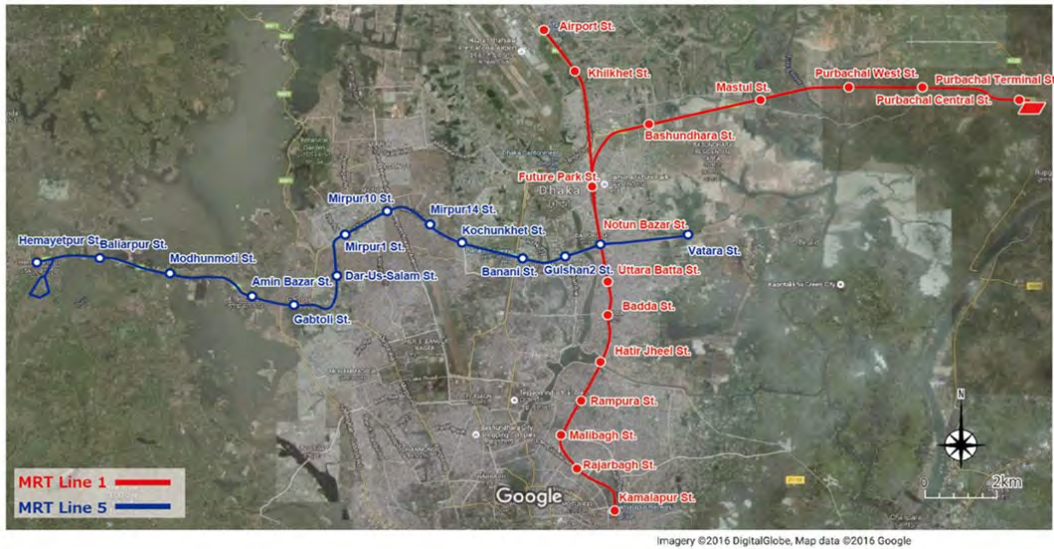 Airport St.
Khilkhet St.
Mastul St.
Purbachal West St.
Purbachal Terminal St
Purbachal Central St.
Bashundhara St.
Future Park St.
Dhaka
Mirpur10 St.
Mirpur14 St.
Kochunkhet St.
Notun Bazar St.
Hemayetpur St.
Baliarpur St.
Mirpur1 St.
Vatara St.
Modhunmoti St.
Banani St.
Gulshan2 St.
Amin Bazar St.
Dar-Us-Salam St.
Uttara Batta St.
Gabtoli St.
Badda St.
Hatir Jheel St.
Rampura St.
Malibagh St.
Rajarbagh St.
Kamalapur St.
N
MRT Line 1
MRT Line 5
Google
0
2km
Imagery ©2016 DigitalGlobe, Map data ©2016 Google